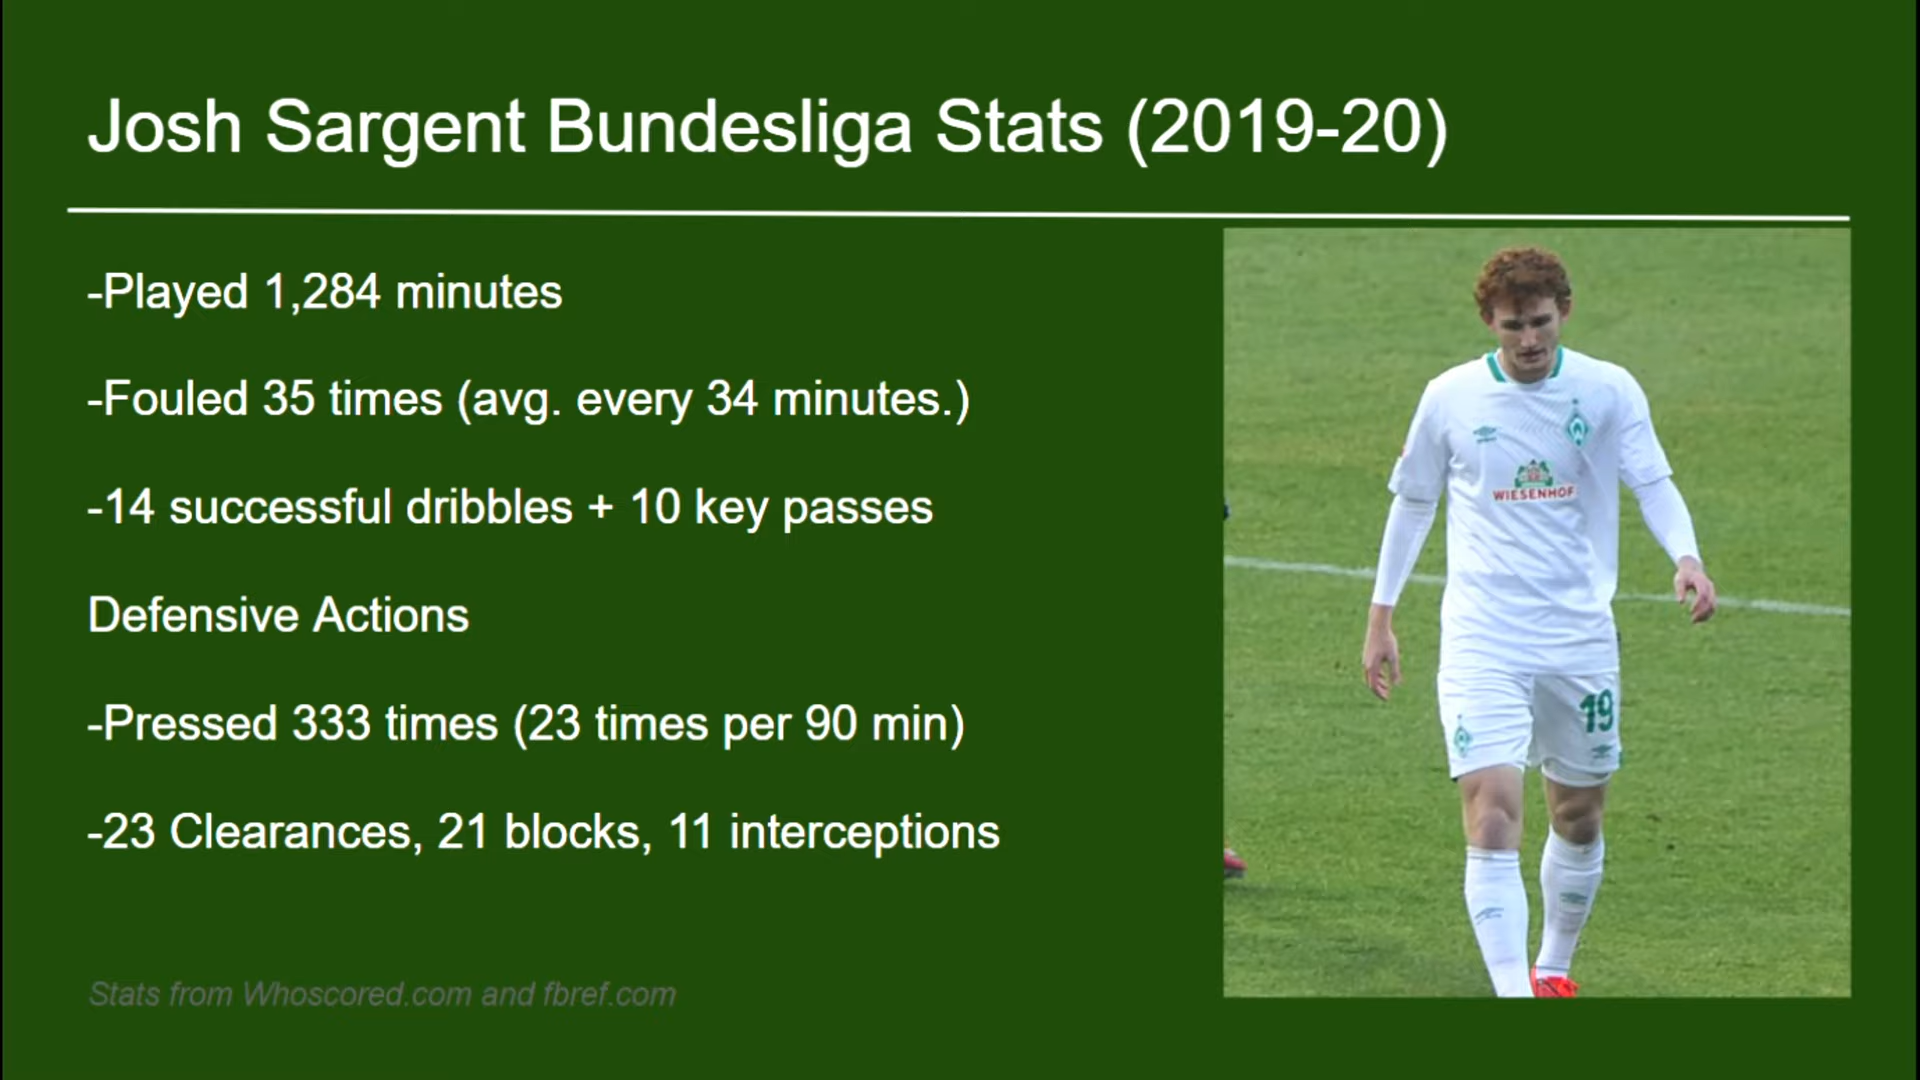 Josh Sargent Bundesliga Stats (2019-20)
-Played 1,284 minutes
-Fouled 35 times (avg. every 34 minutes.)
-14 successful dribbles + 10 key passes
Defensive Actions
-Pressed 333 times (23 times per 90 min)
-23 Clearances, 21 blocks, 11 interceptions
Stats from Whoscored.com and fbref.com
WIESENHOF
19